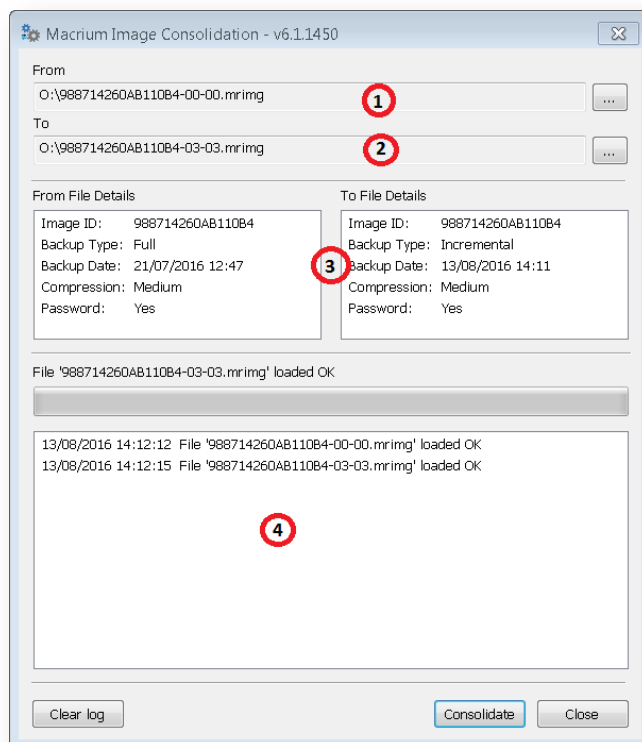 Macrium Image Consolidation - v6.1.1450
From
O:\988714260AB110B4-00-00.mrimg
1
...
To
O:\988714260AB110B4-03-03.mrimg
2
...
From File Details
Image ID: 988714260AB110B4
Backup Type: Full
Backup Date: 21/07/2016 12:47
Compression: Medium
Password: Yes
3
To File Details
Image ID: 988714260AB110B4
Backup Type: Incremental
Backup Date: 13/08/2016 14:11
Compression: Medium
Password: Yes
File '988714260AB110B4-03-03.mrimg' loaded OK
13/08/2016 14:12:12 File '988714260AB110B4-00-00.mrimg' loaded OK
13/08/2016 14:12:15 File '988714260AB110B4-03-03.mrimg' loaded OK
4
Clear log
Consolidate
Close